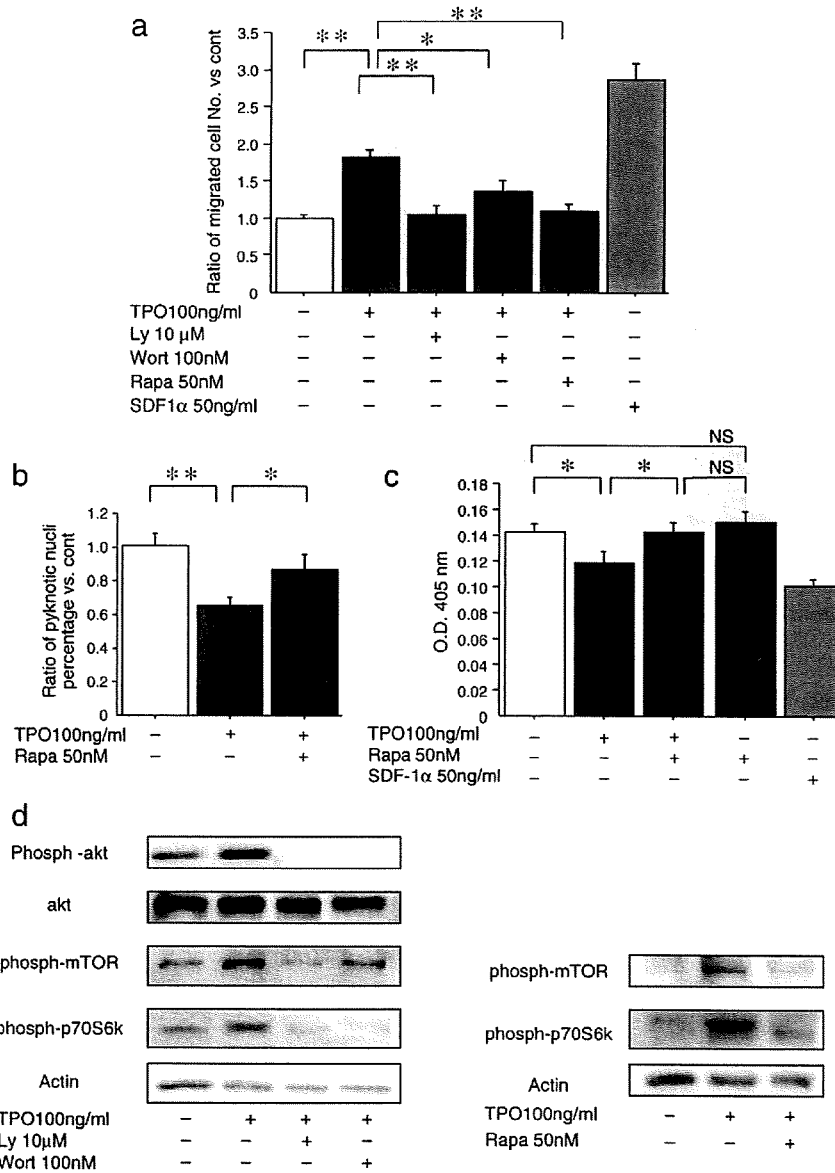 a
** * **
**
Ratio of migrated cell No. vs cont
3.5
3.0
2.5
2.0
1.5
1.0
0.5
0
TPO100ng/ml − + + + + −
Ly 10 µM − − + − − −
Wort 100nM − − − + − −
Rapa 50nM − − − − + −
SDF1α 50ng/ml − − − − − +
b
** *
Ratio of pyknotic nucli
percentage vs. cont
1.2
1.0
0.8
0.6
0.4
0.2
0
TPO100ng/ml − + +
Rapa 50nM − − +
c
NS
* * NS
O.D. 405 nm
0.18
0.16
0.14
0.12
0.10
0.08
0.06
0.04
0.02
0
TPO100ng/ml − + + − −
Rapa 50nM − − + + −
SDF-1α 50ng/ml − − − − +
d
Phosph -akt
akt
phosph-mTOR
phosph-p70S6k
Actin
TPO100ng/ml − + + +
Ly 10µM − − + −
Wort 100nM − − − +
phosph-mTOR
phosph-p70S6k
Actin
TPO100ng/ml − + +
Rapa 50nM − − +